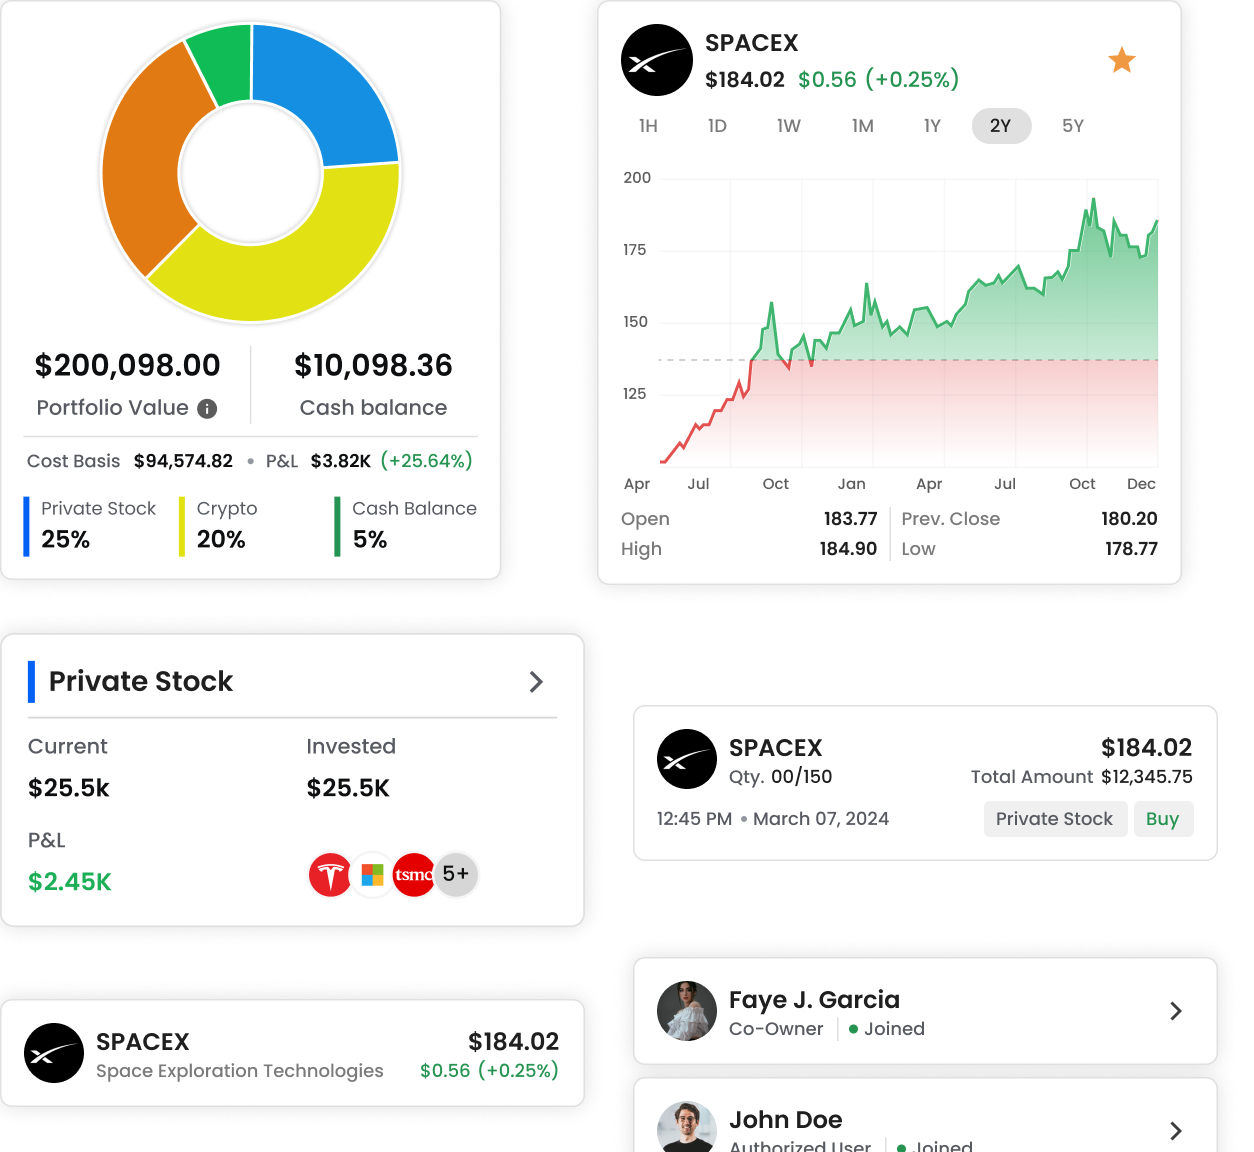 $200,098.00
Portfolio Value
$10,098.36
Cash balance
Cost Basis $94,574.82 • P&L $3.82K (+25.64%)
Private Stock
25%
Crypto
20%
Cash Balance
5%
SPACEX
$184.02 $0.56 (+0.25%)
1H 1D 1W 1M 1Y 2Y 5Y
200
175
150
125
Apr Jul Oct Jan Apr Jul Oct Dec
Open 183.77 Prev. Close 180.20
High 184.90 Low 178.77
Private Stock
Current
$25.5k
Invested
$25.5K
P&L
$2.45K
tsmc
5+
SPACEX
Qty. 00/150
$184.02
Total Amount $12,345.75
12:45 PM • March 07, 2024
Private Stock
Buy
SPACEX
Space Exploration Technologies
$184.02
$0.56 (+0.25%)
Faye J. Garcia
Co-Owner • Joined
John Doe
Authorized User • Joined